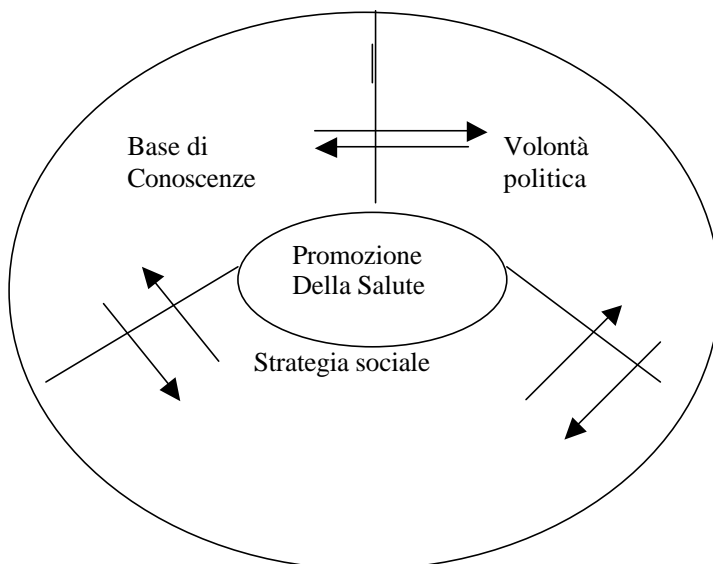 Base di
Conoscenze
Volontà
politica
Promozione
Della Salute
Strategia sociale